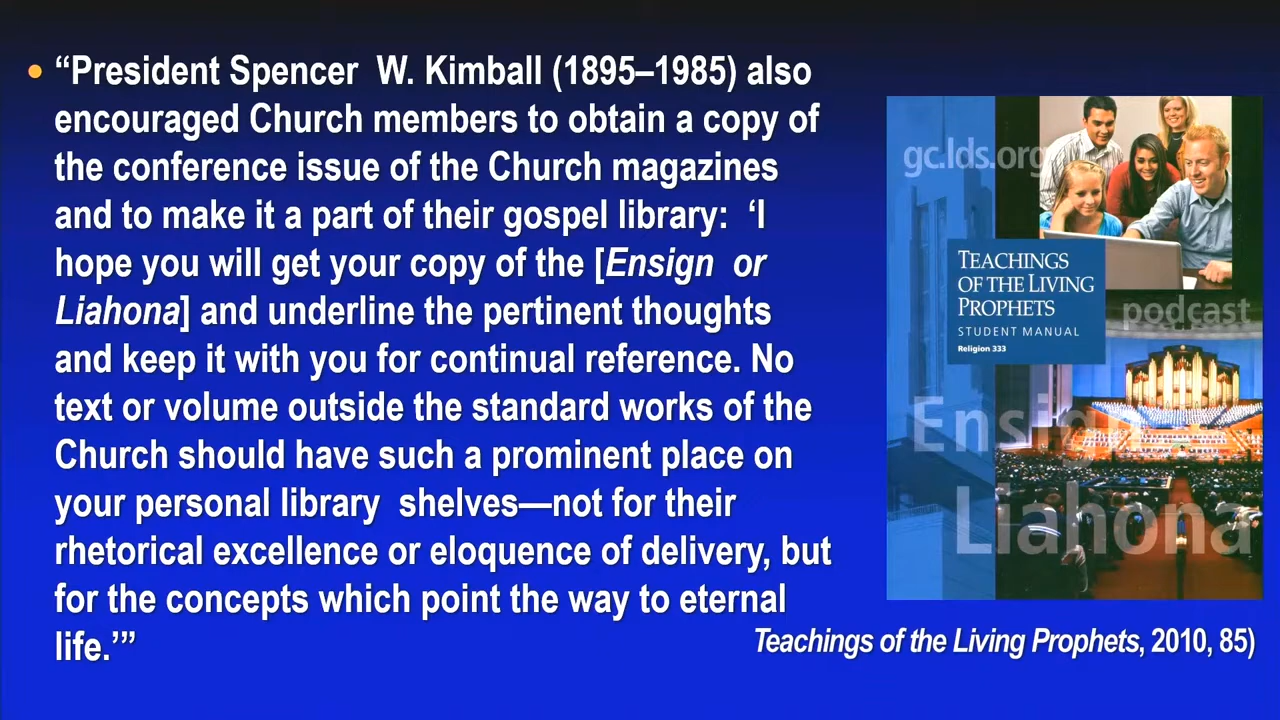 • “President Spencer W. Kimball (1895–1985) also
encouraged Church members to obtain a copy of
the conference issue of the Church magazines
and to make it a part of their gospel library: ‘I
hope you will get your copy of the [Ensign or
Liahona] and underline the pertinent thoughts
and keep it with you for continual reference. No
text or volume outside the standard works of the
Church should have such a prominent place on
your personal library shelves—not for their
rhetorical excellence or eloquence of delivery, but
for the concepts which point the way to eternal
life.’”
gc.lds.org
TEACHINGS
OF THE LIVING
PROPHETS
STUDENT MANUAL
Religion 333
podcast
Ensign
Liahona
Teachings of the Living Prophets, 2010, 85)